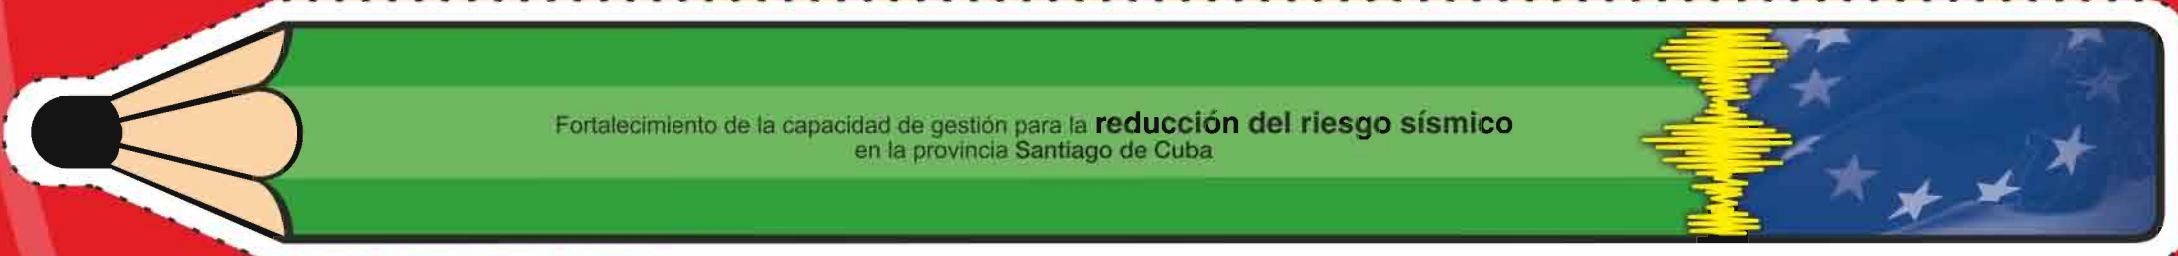 Fortalecimiento de la capacidad de gestión para la reducción del riesgo sísmico
en la provincia Santiago de Cuba